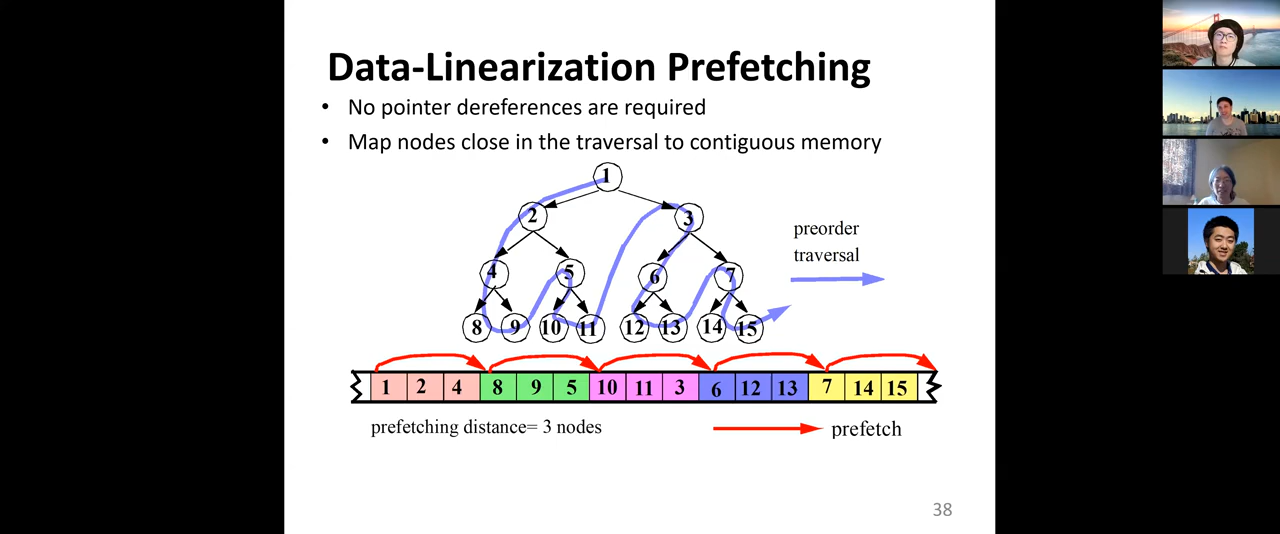 Data-Linearization Prefetching
• No pointer dereferences are required
• Map nodes close in the traversal to contiguous memory
1
2 3
4 5 6 7
8 9 10 11 12 13 14 15
preorder
traversal
1 2 4 8 9 5 10 11 3 6 12 13 7 14 15
prefetching distance= 3 nodes
prefetch
38